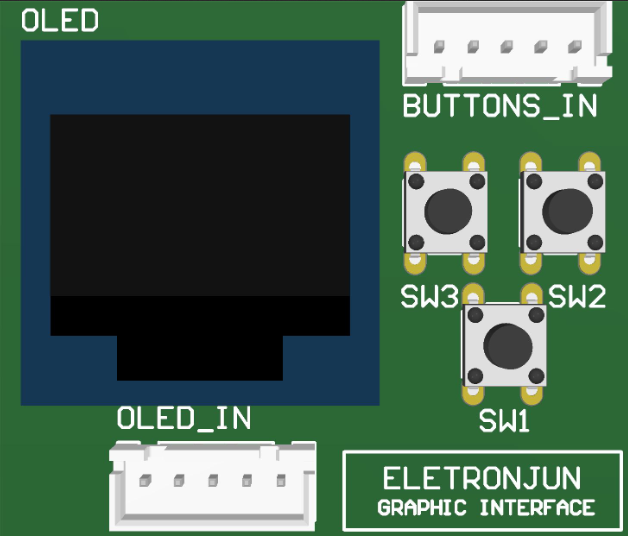 OLED
BUTTONS_IN
SW3
SW2
SW1
OLED_IN
ELETRONJUN
GRAPHIC INTERFACE